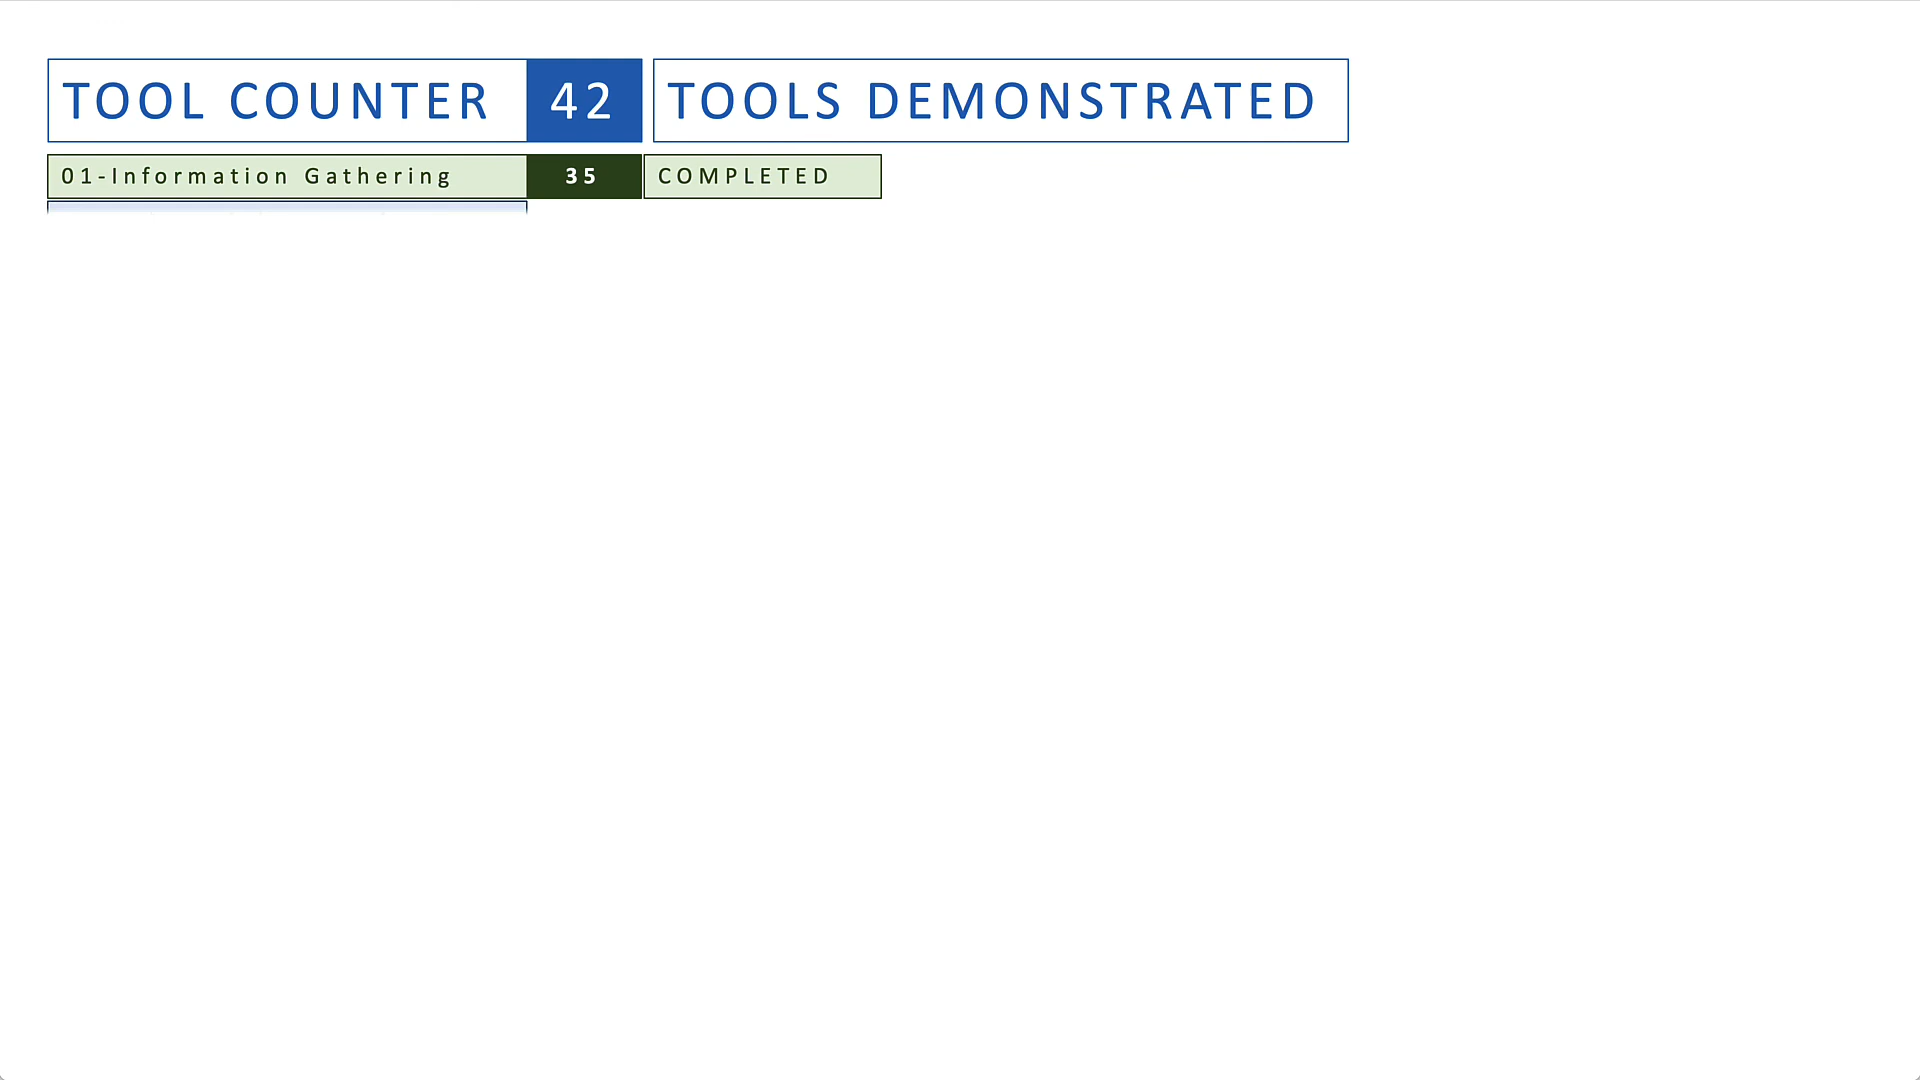 TOOL COUNTER 42 TOOLS DEMONSTRATED
01-Information Gathering 35 COMPLETED